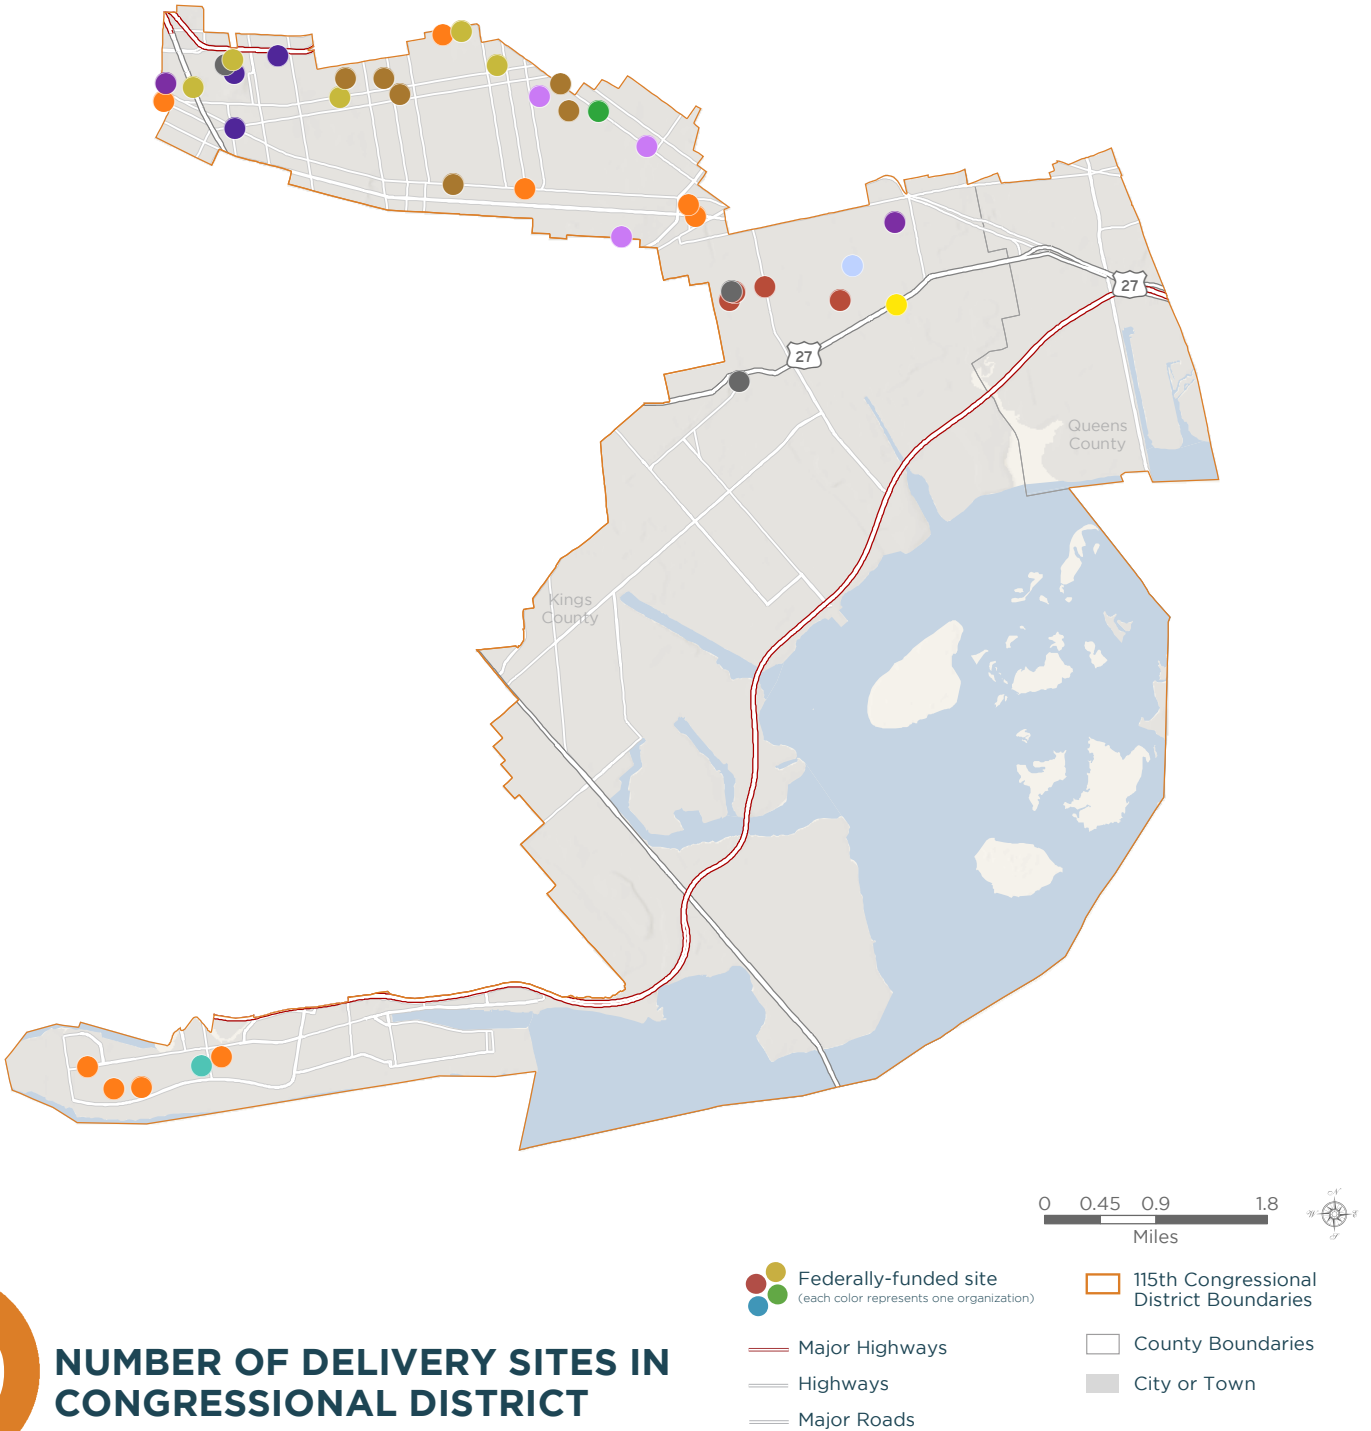 27
27
Queens
County
Kings
County
0 0.45 0.9 1.8
Miles
N
W E
S
Federally-funded site
(each color represents one organization)
Major Highways
Highways
Major Roads
115th Congressional
District Boundaries
County Boundaries
City or Town
NUMBER OF DELIVERY SITES IN
CONGRESSIONAL DISTRICT